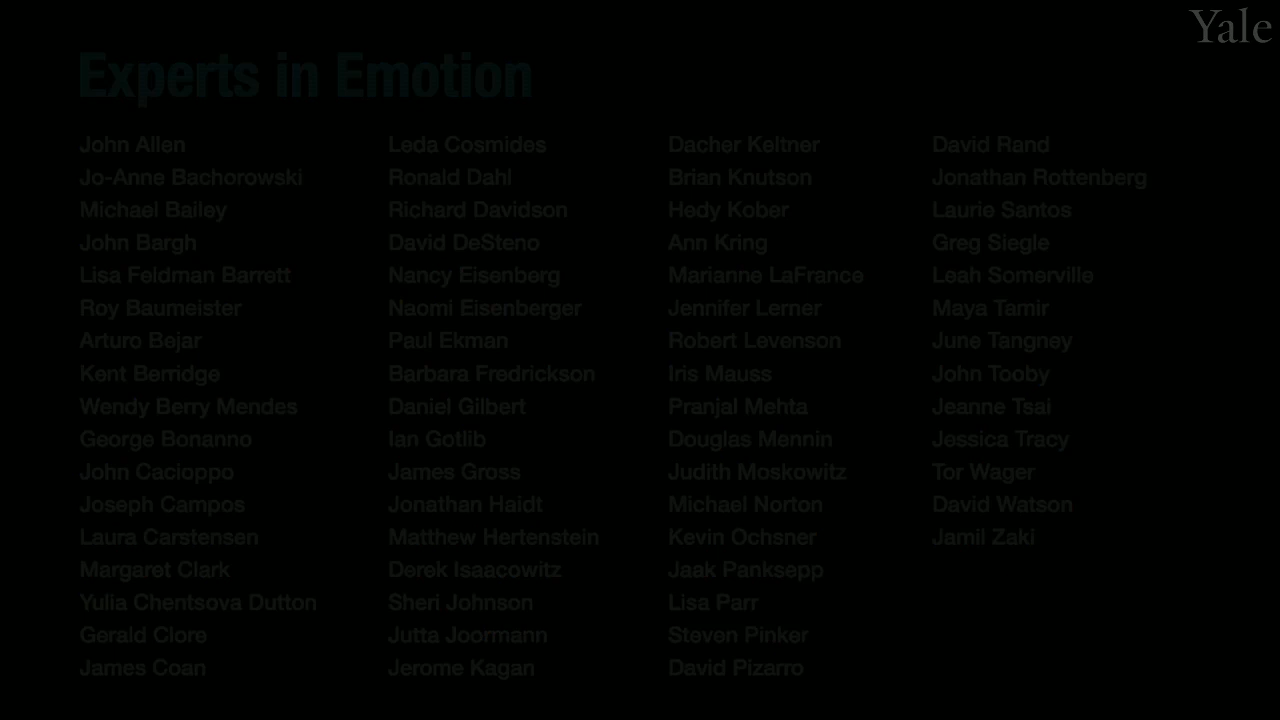 Yale
Experts in Emotion
John Allen
Jo-Anne Bachorowski
Michael Bailey
John Bargh
Lisa Feldman Barrett
Roy Baumeister
Arturo Bejar
Kent Berridge
Wendy Berry Mendes
George Bonanno
John Cacioppo
Joseph Campos
Laura Carstensen
Margaret Clark
Yulia Chentsova Dutton
Gerald Clore
James Coan
Leda Cosmides
Ronald Dahl
Richard Davidson
David DeSteno
Nancy Eisenberg
Naomi Eisenberger
Paul Ekman
Barbara Fredrickson
Daniel Gilbert
Ian Gotlib
James Gross
Jonathan Haidt
Matthew Hertenstein
Derek Isaacowitz
Sheri Johnson
Jutta Joormann
Jerome Kagan
Dacher Keltner
Brian Knutson
Hedy Kober
Ann Kring
Marianne LaFrance
Jennifer Lerner
Robert Levenson
Iris Mauss
Pranjal Mehta
Douglas Mennin
Judith Moskowitz
Michael Norton
Kevin Ochsner
Jaak Panksepp
Lisa Parr
Steven Pinker
David Pizarro
David Rand
Jonathan Rottenberg
Laurie Santos
Greg Siegle
Leah Somerville
Maya Tamir
June Tangney
John Tooby
Jeanne Tsai
Jessica Tracy
Tor Wager
David Watson
Jamil Zaki